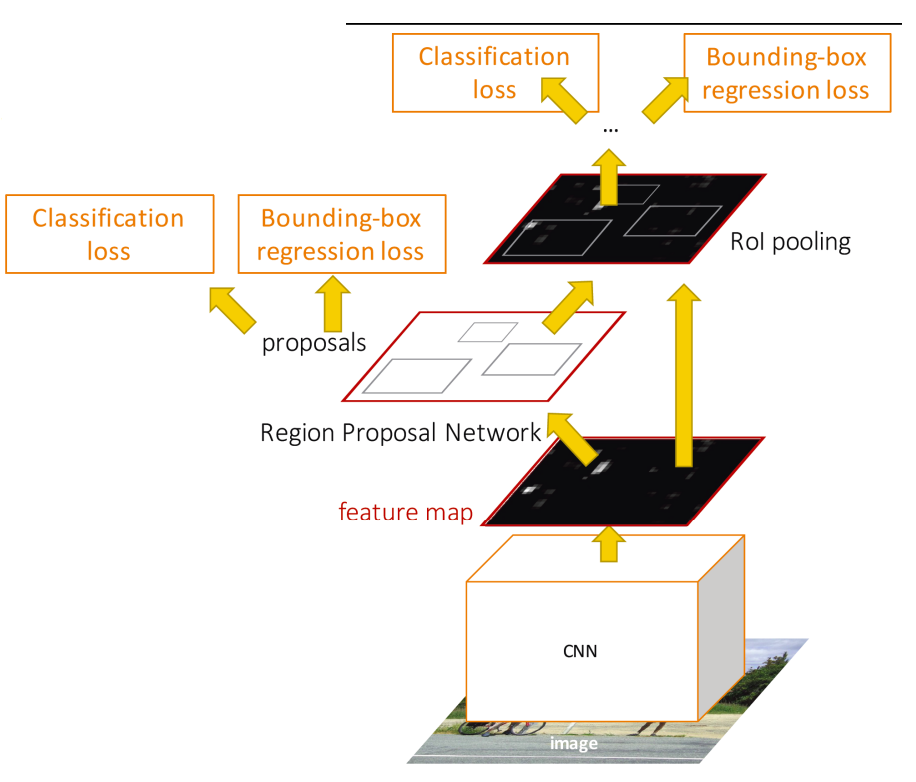 Classification
loss
Bounding-box
regression loss
...
Classification
loss
Bounding-box
regression loss
RoI pooling
proposals
Region Proposal Network
feature map
CNN
image